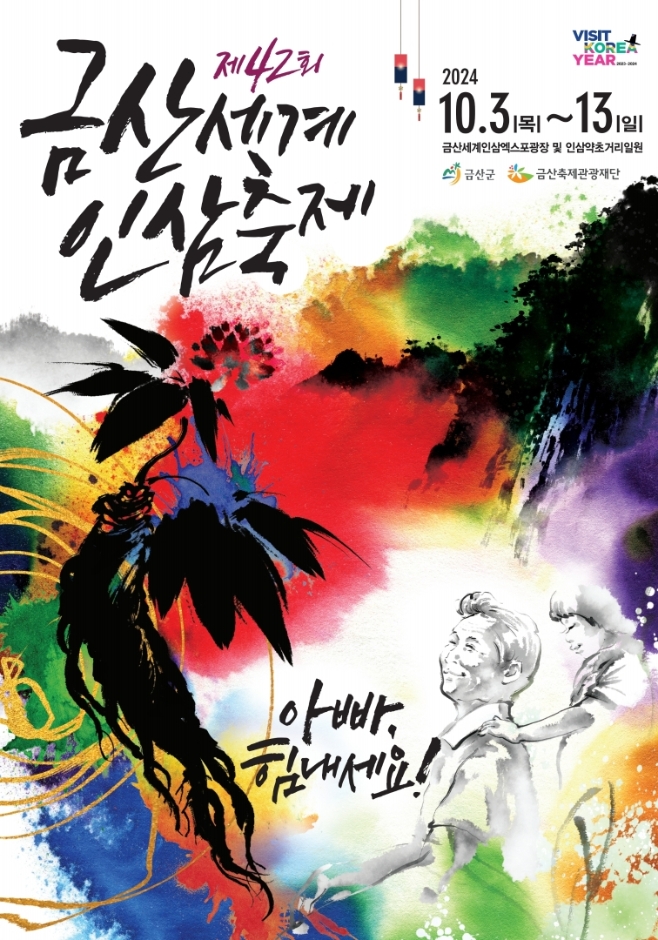 제42회
금산세계
인삼축제
VISIT
KOREA
YEAR 2023-2024
2024
10.3|목| ~13|일|
금산세계인삼엑스포광장 및 인삼약초거리일원
금산군 금산축제관광재단
아빠,
힘내세요!